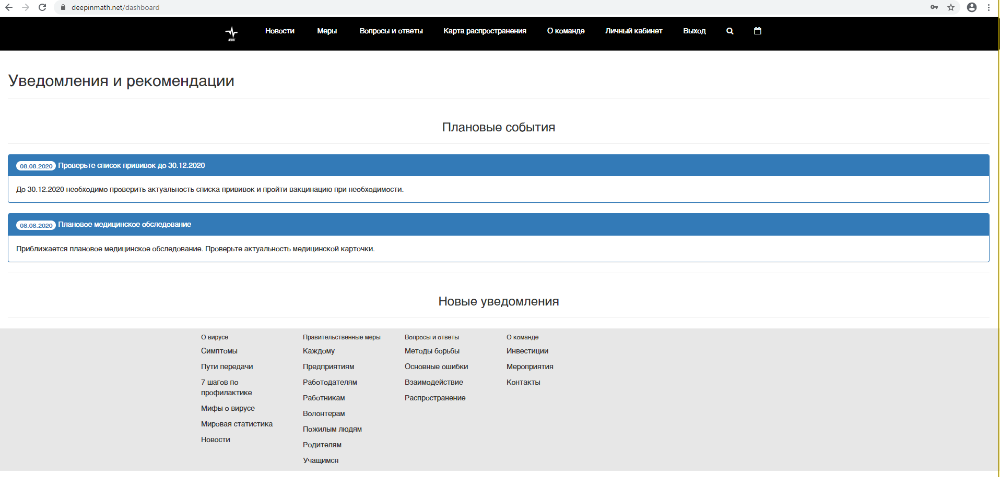 deepinmath.net/dashboard
Новости Меры Вопросы и ответы Карта распространения О команде Личный кабинет Выход
Уведомления и рекомендации
Плановые события
08.08.2020 Проверьте список прививок до 30.12.2020
До 30.12.2020 необходимо проверить актуальность списка прививок и пройти вакцинацию при необходимости.
08.08.2020 Плановое медицинское обследование
Приближается плановое медицинское обследование. Проверьте актуальность медицинской карточки.
Новые уведомления
О вирусе
Симптомы
Пути передачи
7 шагов по
профилактике
Мифы о вирусе
Мировая статистика
Новости
Правительственные меры
Каждому
Предприятиям
Работодателям
Работникам
Волонтерам
Пожилым людям
Родителям
Учащимся
Вопросы и ответы
Методы борьбы
Основные ошибки
Взаимодействие
Распространение
О команде
Инвестиции
Мероприятия
Контакты